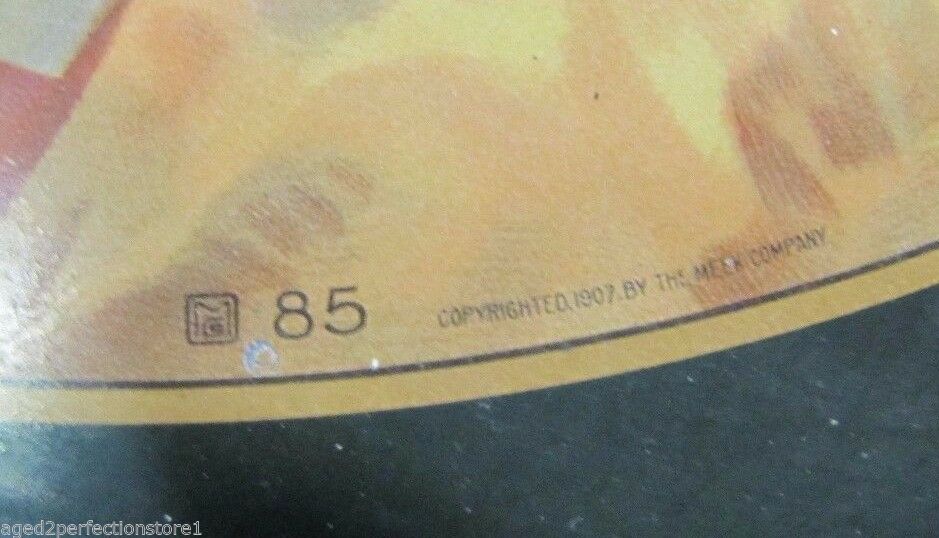 85
COPYRIGHTED, 1907, BY THE MEEK COMPANY
aged2perfectionstore1